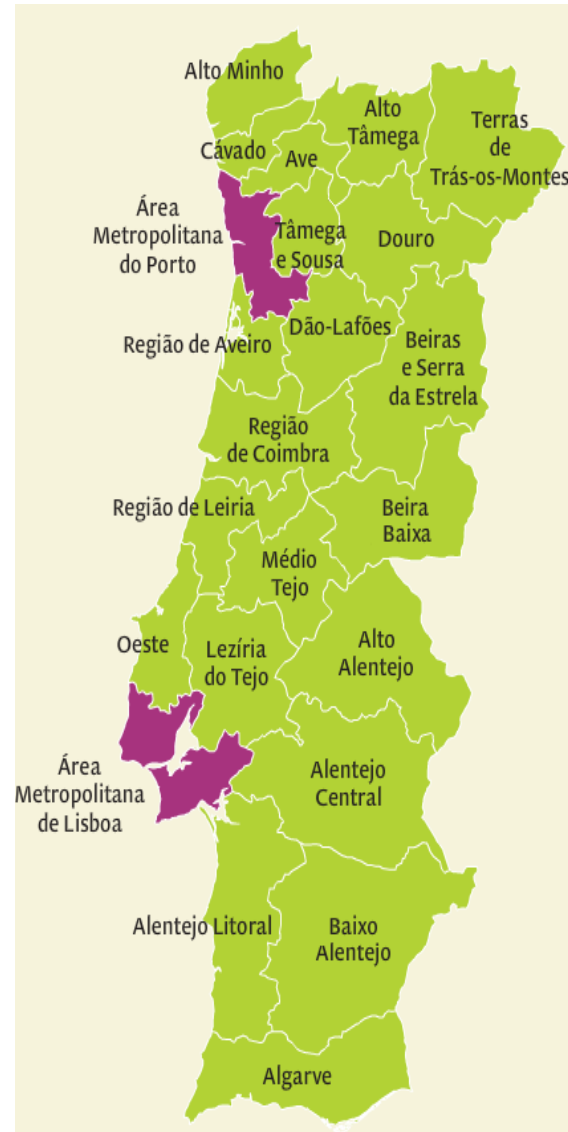 Alto Minho
Alto
Tâmega
Terras
de
Trás-os-Montes
Cávado
Ave
Área
Metropolitana
do Porto
Tâmega
e Sousa
Douro
Região de Aveiro
Dão-Lafões
Beiras
e Serra
da Estrela
Região
de Coimbra
Região de Leiria
Beira
Baixa
Médio
Tejo
Oeste
Lezíria
do Tejo
Alto
Alentejo
Área
Metropolitana
de Lisboa
Alentejo
Central
Alentejo Litoral
Baixo
Alentejo
Algarve